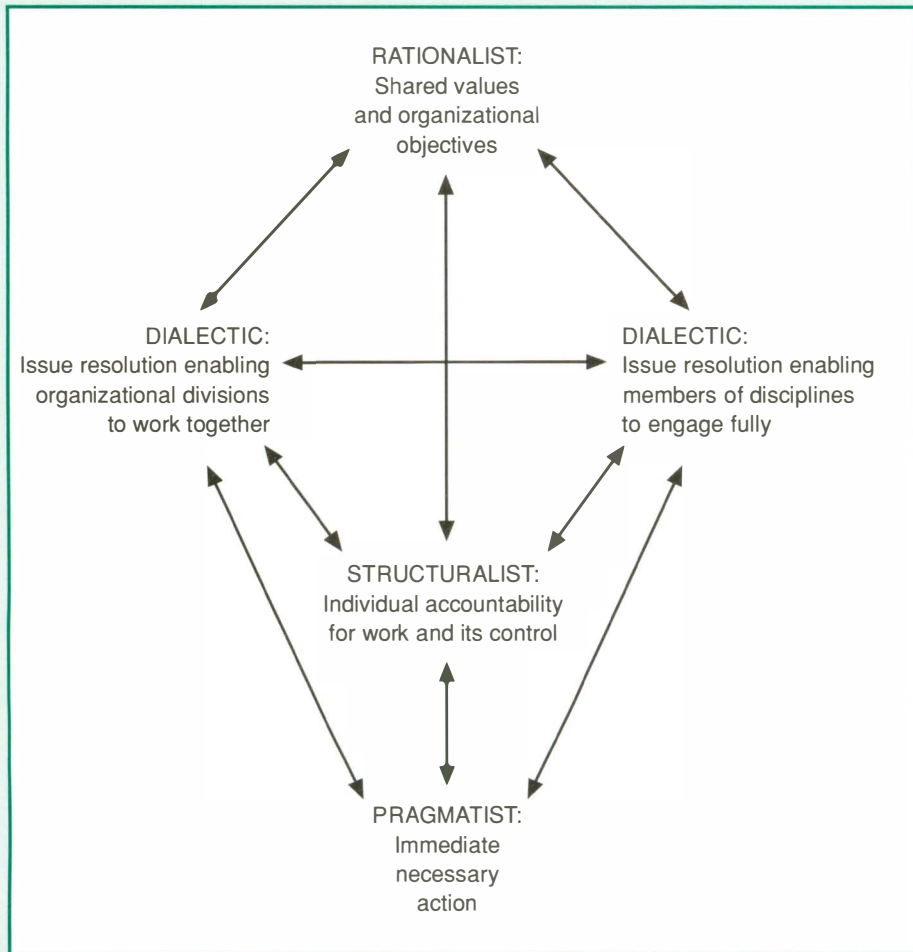 RATIONALIST:
Shared values
and organizational
objectives
DIALECTIC:
Issue resolution enabling
organizational divisions
to work together
DIALECTIC:
Issue resolution enabling
members of disciplines
to engage fully
STRUCTURALIST:
Individual accountability
for work and its control
PRAGMATIST:
Immediate
necessary
action